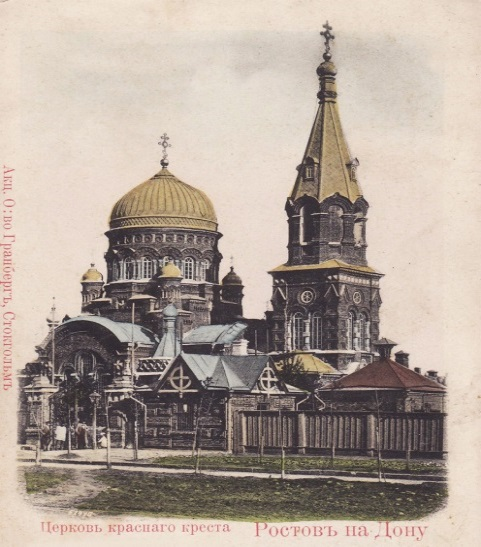 Акц. О:во Гранбергъ, Стокгольмъ
Церковь краснаго креста
Ростовъ на Дону